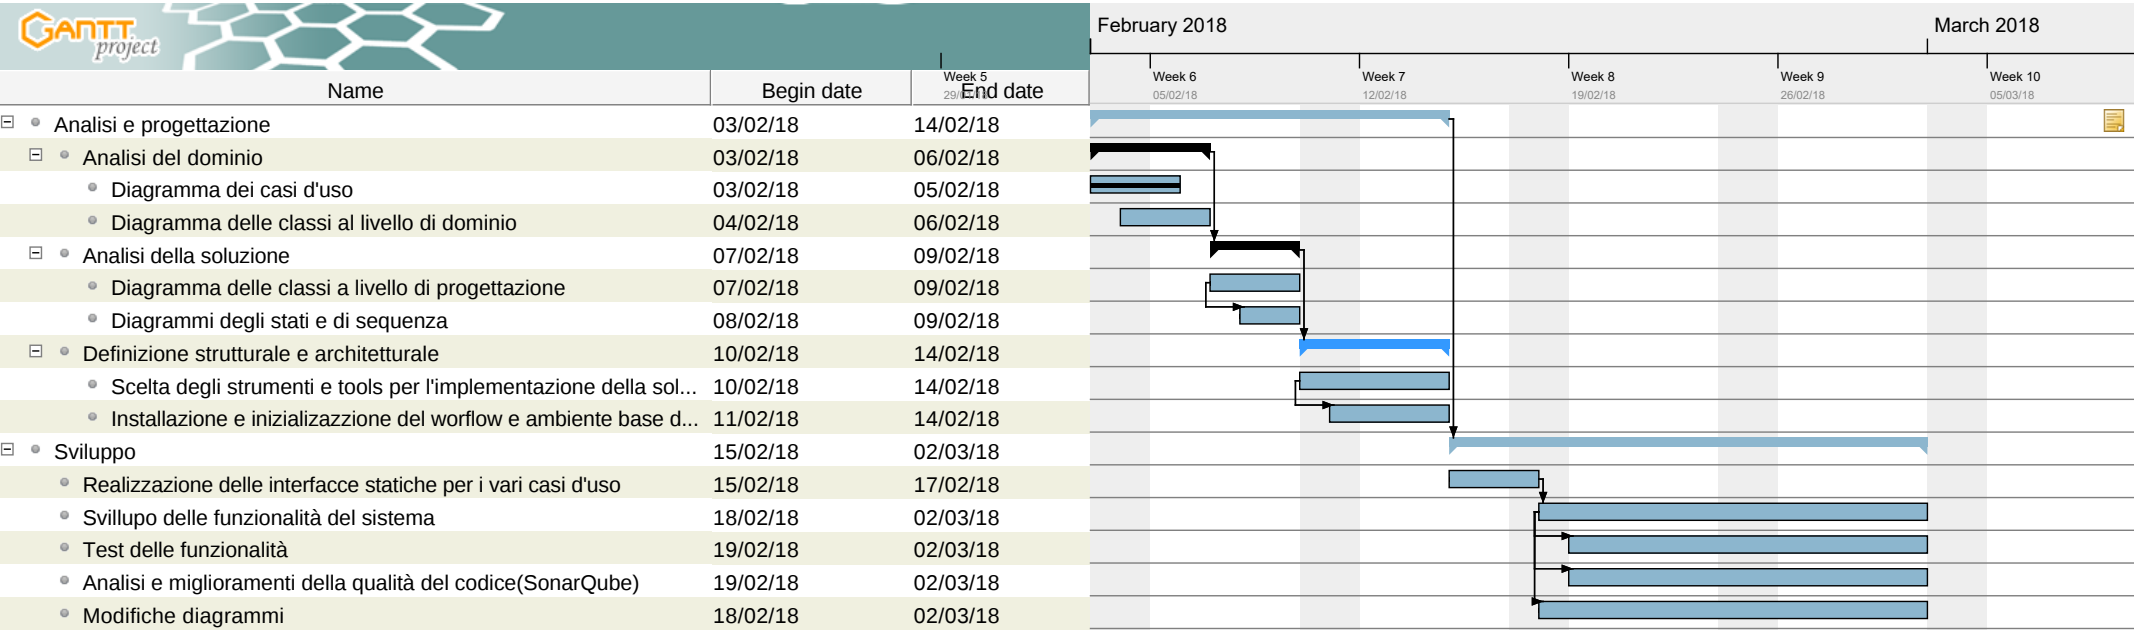 GANTT project
February 2018 March 2018
Week 5 Week 6 Week 7 Week 8 Week 9 Week 10
Name Begin date End date
05/02/18 12/02/18 19/02/18 26/02/18 05/03/18
Analisi e progettazione 03/02/18 14/02/18
Analisi del dominio 03/02/18 06/02/18
Diagramma dei casi d'uso 03/02/18 05/02/18
Diagramma delle classi al livello di dominio 04/02/18 06/02/18
Analisi della soluzione 07/02/18 09/02/18
Diagramma delle classi a livello di progettazione 07/02/18 09/02/18
Diagrammi degli stati e di sequenza 08/02/18 09/02/18
Definizione strutturale e architetturale 10/02/18 14/02/18
Scelta degli strumenti e tools per l'implementazione della sol... 10/02/18 14/02/18
Installazione e inizializazzione del worflow e ambiente base d... 11/02/18 14/02/18
Sviluppo 15/02/18 02/03/18
Realizzazione delle interfacce statiche per i vari casi d'uso 15/02/18 17/02/18
Svillupo delle funzionalità del sistema 18/02/18 02/03/18
Test delle funzionalità 19/02/18 02/03/18
Analisi e miglioramenti della qualità del codice(SonarQube) 19/02/18 02/03/18
Modifiche diagrammi 18/02/18 02/03/18